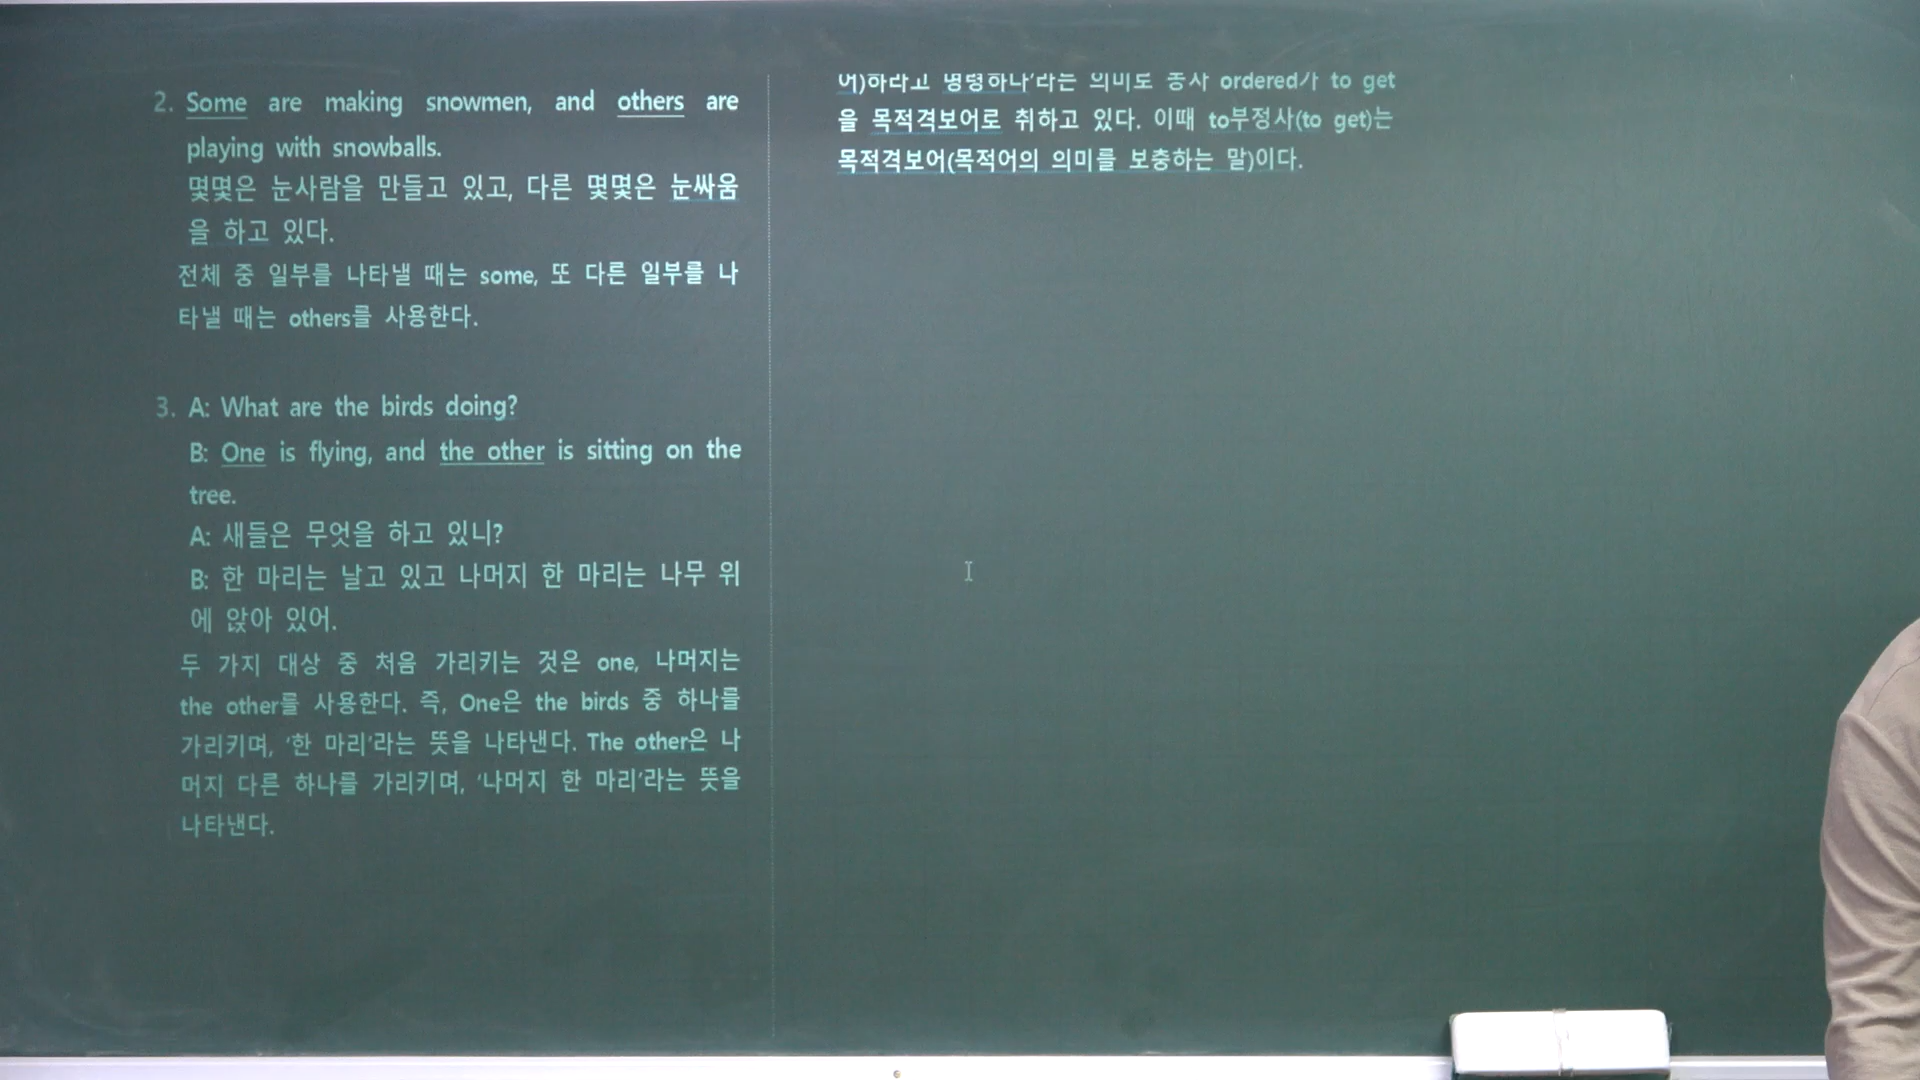 2. Some are making snowmen, and others are
playing with snowballs.
몇몇은 눈사람을 만들고 있고, 다른 몇몇은 눈싸움
을 하고 있다.
전체 중 일부를 나타낼 때는 some, 또 다른 일부를 나
타낼 때는 others를 사용한다.
3. A: What are the birds doing?
B: One is flying, and the other is sitting on the
tree.
A: 새들은 무엇을 하고 있니?
B: 한 마리는 날고 있고 나머지 한 마리는 나무 위
에 앉아 있어.
두 가지 대상 중 처음 가리키는 것은 one, 나머지는
the other를 사용한다. 즉, One은 the birds 중 하나를
가리키며, ‘한 마리’라는 뜻을 나타낸다. The other은 나
머지 다른 하나를 가리키며, ‘나머지 한 마리’라는 뜻을
나타낸다.
어)하라고 명령하다’라는 의미로 동사 ordered가 to get
을 목적격보어로 취하고 있다. 이때 to부정사(to get)는
목적격보어(목적어의 의미를 보충하는 말)이다.